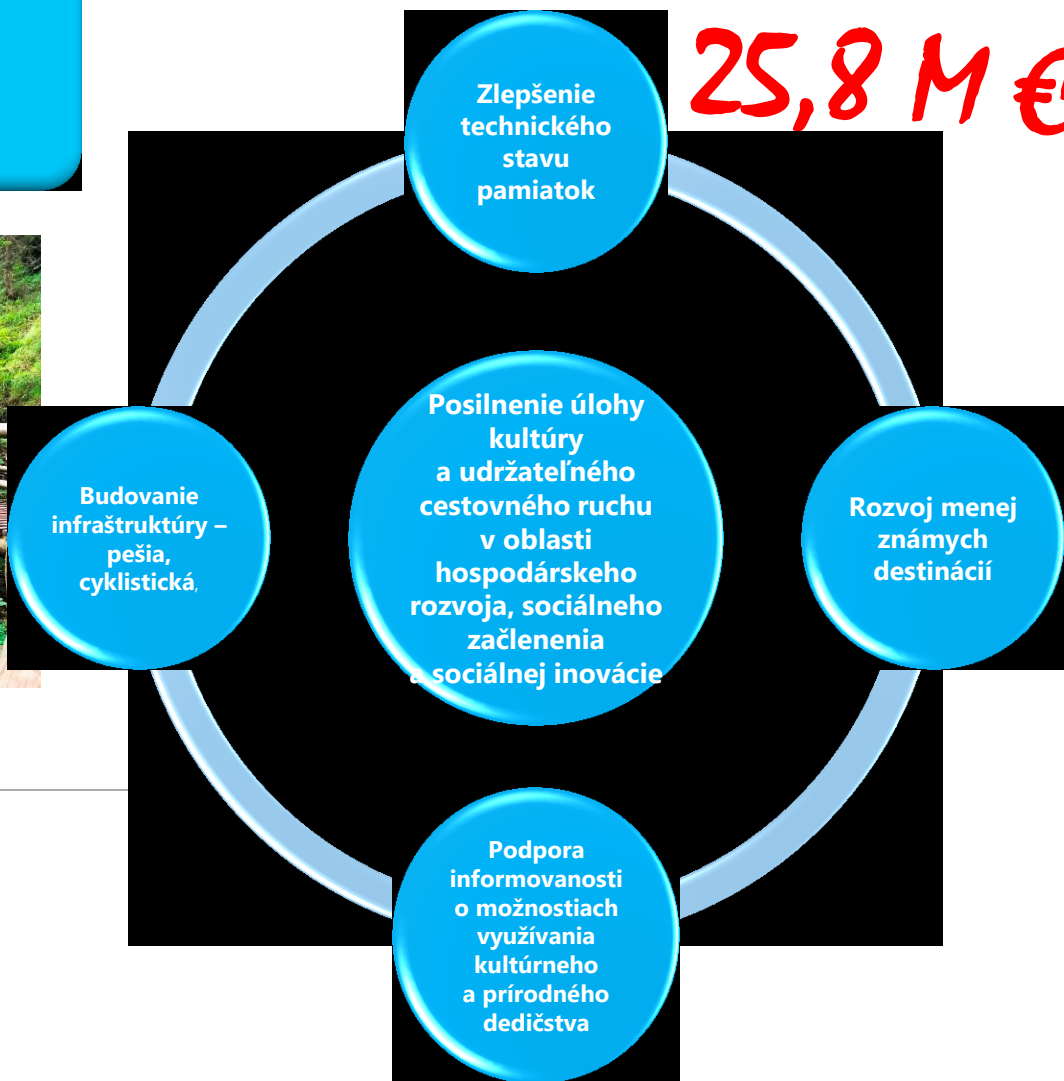 25,8 M €
Zlepšenie
technického
stavu
pamiatok
Posilnenie úlohy
kultúry
a udržateľného
cestovného ruchu
v oblasti
hospodárskeho
rozvoja, sociálneho
začlenenia
a sociálnej inovácie
Budovanie
infraštruktúry –
pešia,
cyklistická,
Rozvoj menej
známych
destinácií
Podpora
informovanosti
o možnostiach
využívania
kultúrneho
a prírodného
dedičstva